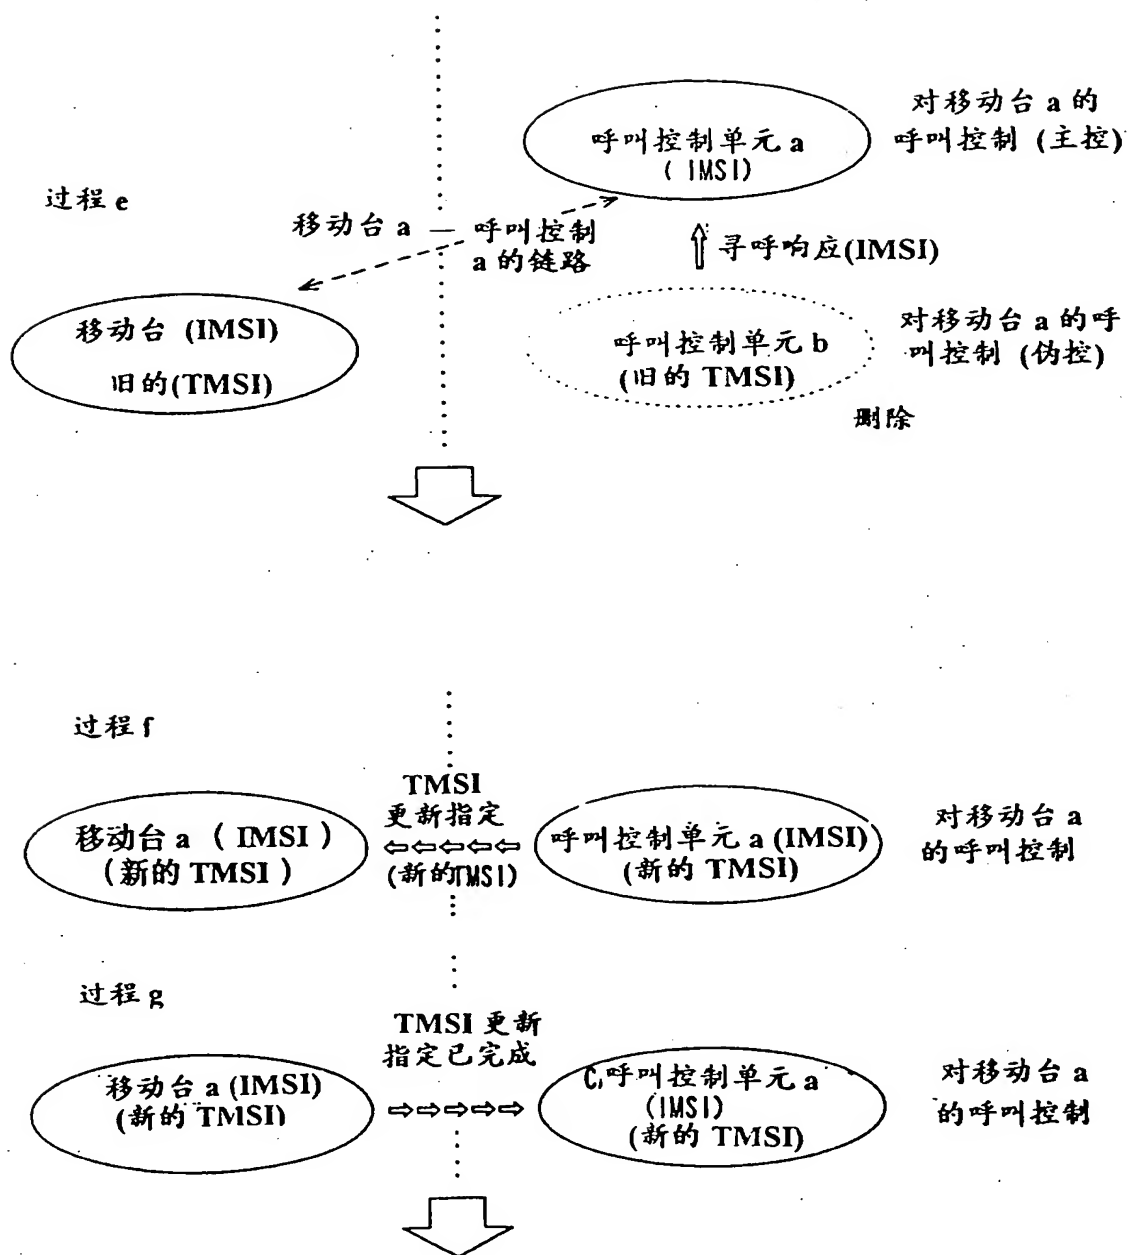 对移动台 a 的
呼叫控制 (主控)
呼叫控制单元 a
( IMSI)
过程 e
移动台 a — 呼叫控制
a 的链路
寻呼响应(IMSI)
移动台 (IMSI)
旧的(TMSI)
呼叫控制单元 b
(旧的 TMSI)
对移动台 a 的呼
叫控制 (伪控)
删除
过程 f
TMSI
更新指定
(新的TMSI)
移动台 a ( IMSI )
(新的 TMSI )
呼叫控制单元 a (IMSI)
(新的 TMSI)
对移动台 a
的呼叫控制
过程 g
TMSI 更新
指定已完成
移动台 a (IMSI)
(新的 TMSI)
C,呼叫控制单元 a
(IMSI)
(新的 TMSI)
对移动台 a
的呼叫控制